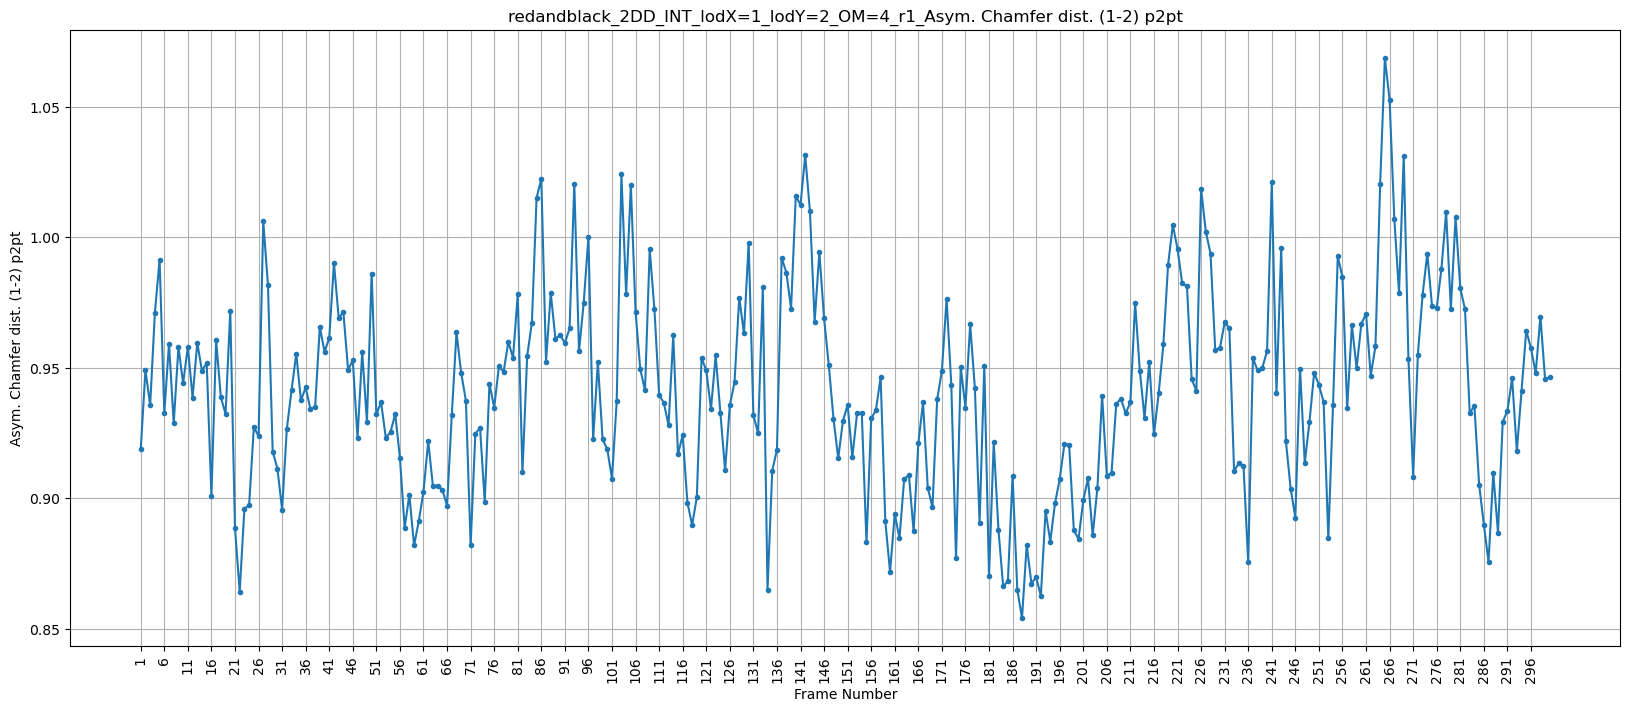 redandblack_2DD_INT_lodX=1_lodY=2_OM=4_r1_Asym. Chamfer dist. (1-2) p2pt
Asym. Chamfer dist. (1-2) p2pt
1.05
1.00
0.95
0.90
0.85
1 6 11 16 21 26 31 36 41 46 51 56 61 66 71 76 81 86 91 96 101 106 111 116 121 126 131 136 141 146 151 156 161 166 171 176 181 186 191 196 201 206 211 216 221 226 231 236 241 246 251 256 261 266 271 276 281 286 291 296
Frame Number